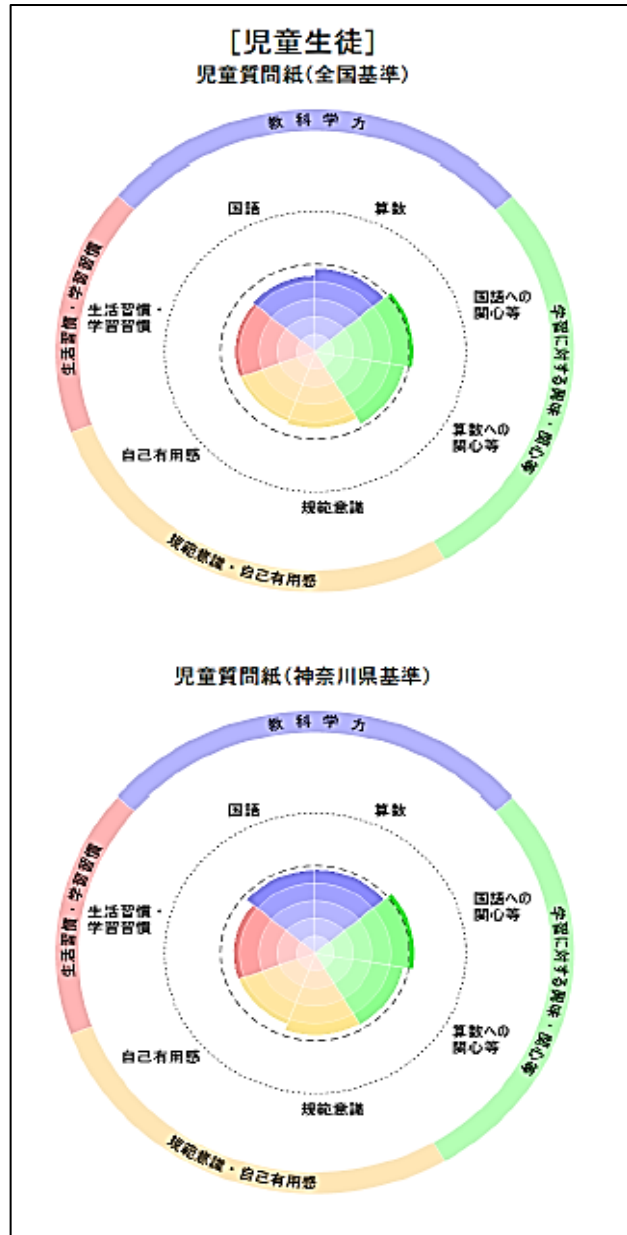 [児童生徒]
児童質問紙(全国基準)
教科学力
国語
算数
生活習慣・学習習慣
生活習慣・
学習習慣
国語への
関心等
学習に対する興味・関心等
自己有用感
算数への
関心等
規範意識
規範意識・自己有用感
児童質問紙(神奈川県基準)
教科学力
国語
算数
生活習慣・学習習慣
生活習慣・
学習習慣
国語への
関心等
学習に対する興味・関心等
自己有用感
算数への
関心等
規範意識
規範意識・自己有用感